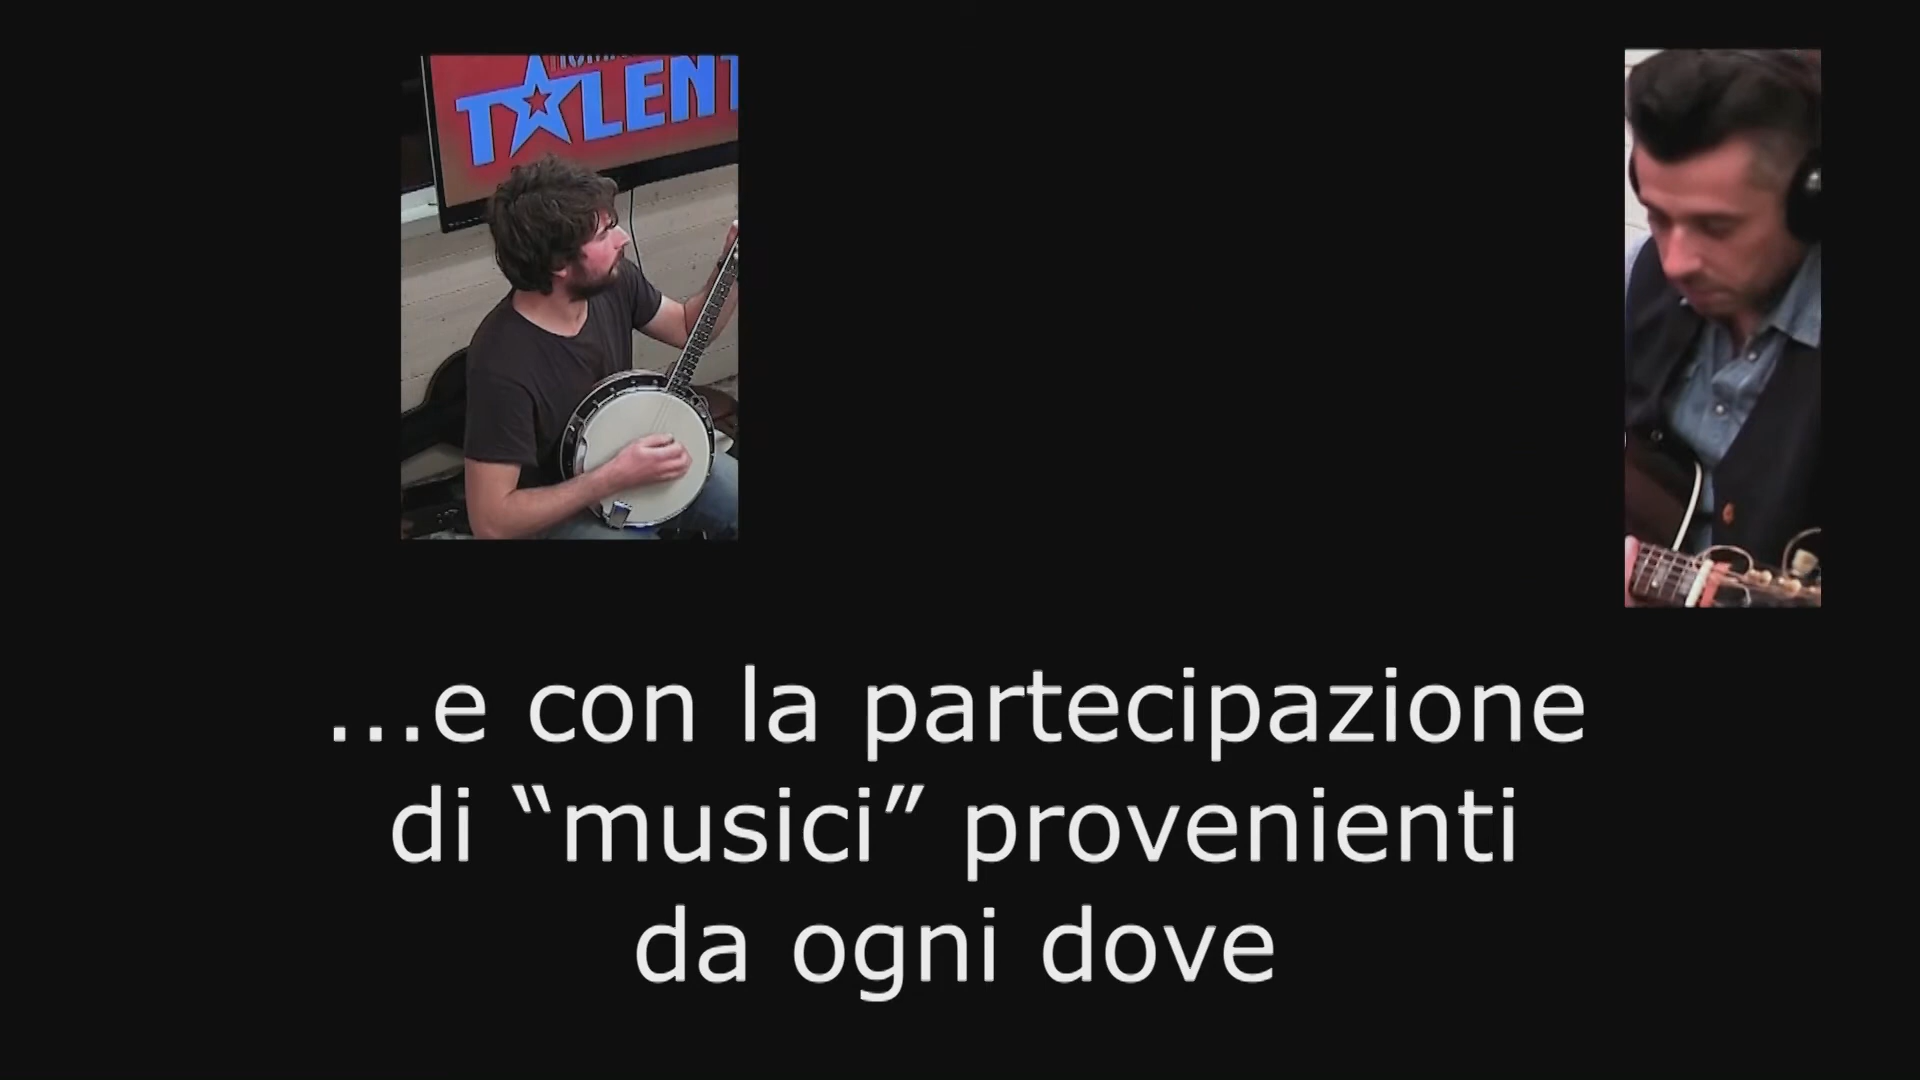 TALENT
...e con la partecipazione
di “musici” provenienti
da ogni dove